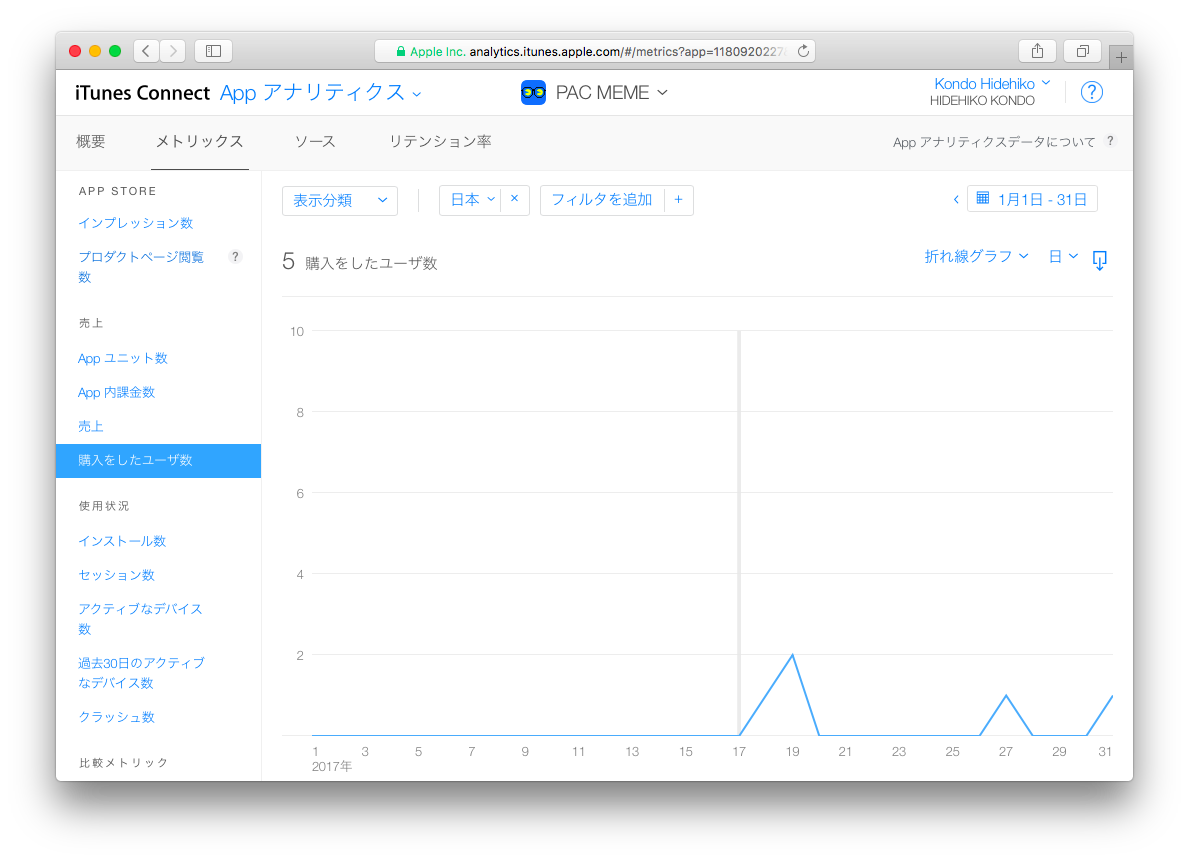 Apple Inc. analytics.itunes.apple.com/#/metrics?app=118092022
iTunes Connect App アナリティクス
PAC MEME
Kondo Hidehiko
HIDEHIKO KONDO
?
概要 メトリックス ソース リテンション率
App アナリティクスデータについて ?
APP STORE
インプレッション数
プロダクトページ閲覧
数
?
売上
App ユニット数
App 内課金数
売上
購入をしたユーザ数
使用状況
インストール数
セッション数
アクティブなデバイス
数
過去30日のアクティブ
なデバイス数
クラッシュ数
比較メトリック
表示分類 日本 × フィルタを追加 +
1月1日 - 31日
5 購入をしたユーザ数
折れ線グラフ 日
10
8
6
4
2
1 3 5 7 9 11 13 15 17 19 21 23 25 27 29 31
2017年